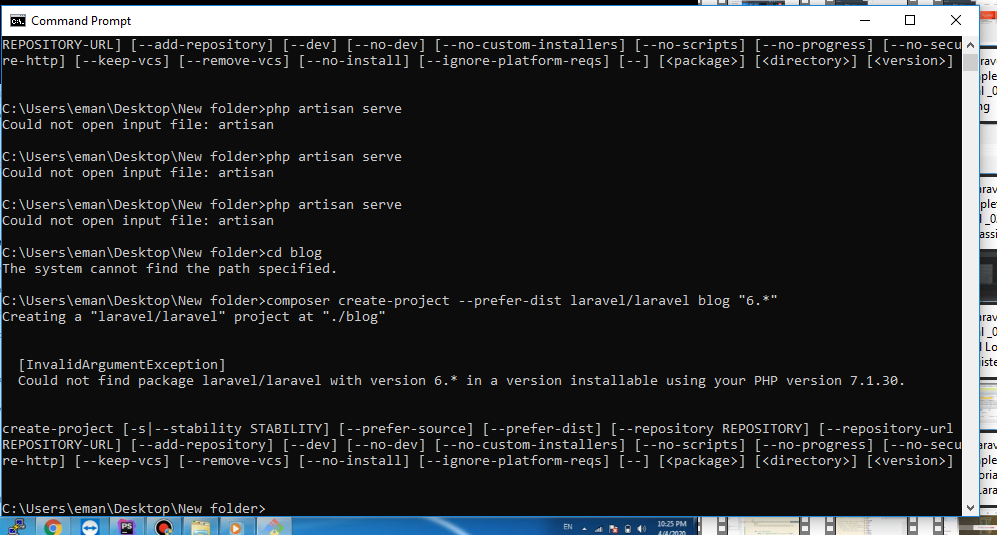 Command Prompt
REPOSITORY-URL] [--add-repository] [--dev] [--no-dev] [--no-custom-installers] [--no-scripts] [--no-progress] [--no-secu
re-http] [--keep-vcs] [--remove-vcs] [--no-install] [--ignore-platform-reqs] [--] [<package>] [<directory>] [<version>]
C:\Users\eman\Desktop\New folder>php artisan serve
Could not open input file: artisan
C:\Users\eman\Desktop\New folder>php artisan serve
Could not open input file: artisan
C:\Users\eman\Desktop\New folder>php artisan serve
Could not open input file: artisan
C:\Users\eman\Desktop\New folder>cd blog
The system cannot find the path specified.
C:\Users\eman\Desktop\New folder>composer create-project --prefer-dist laravel/laravel blog "6.*"
Creating a "laravel/laravel" project at "./blog"
[InvalidArgumentException]
Could not find package laravel/laravel with version 6.* in a version installable using your PHP version 7.1.30.
create-project [-s|--stability STABILITY] [--prefer-source] [--prefer-dist] [--repository REPOSITORY] [--repository-url
REPOSITORY-URL] [--add-repository] [--dev] [--no-dev] [--no-custom-installers] [--no-scripts] [--no-progress] [--no-secu
re-http] [--keep-vcs] [--remove-vcs] [--no-install] [--ignore-platform-reqs] [--] [<package>] [<directory>] [<version>]
C:\Users\eman\Desktop\New folder>
PS
EN
10:25 PM
4/4/2020